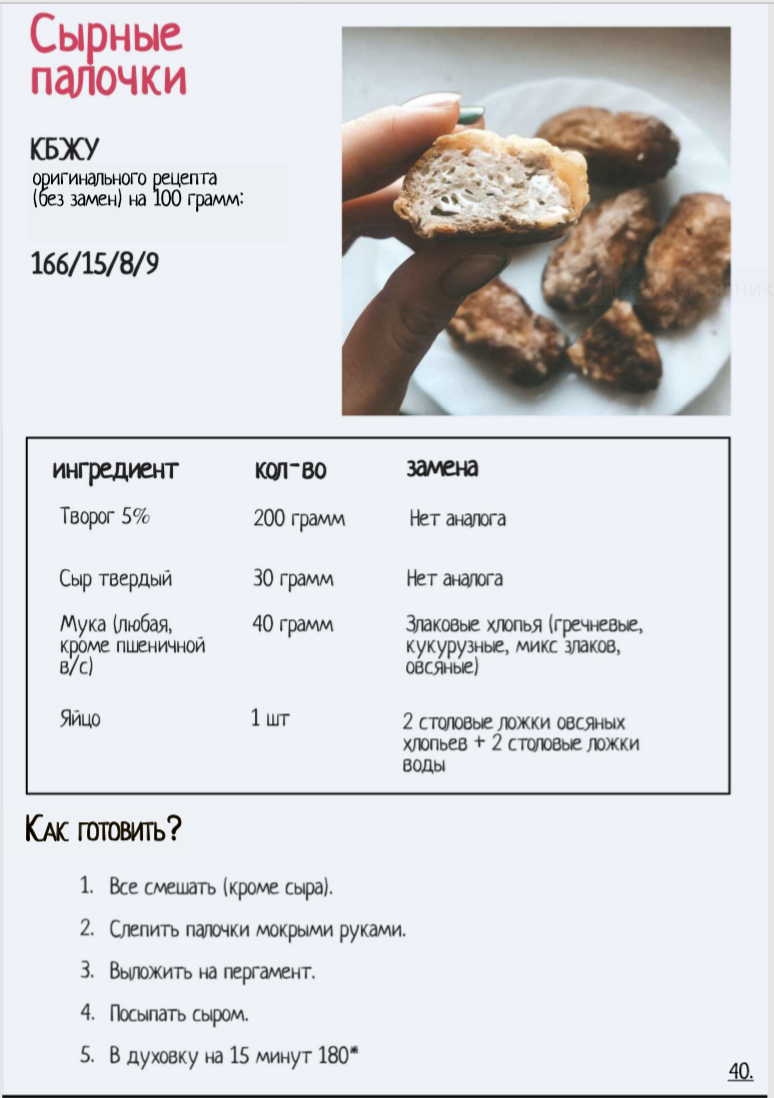 Сырные
палочки
КБЖУ
оригинального рецепта
(без замен) на 100 грамм:
166/15/8/9
ингредиент кол-во замена
Творог 5% 200 грамм Нет аналога
Сыр твердый 30 грамм Нет аналога
Мука (любая, 40 грамм Злаковые хлопья (гречневые,
кроме пшеничной кукурузные, микс злаков,
в/с) овсяные)
Яйцо 1 шт 2 столовые ложки овсяных
хлопьев + 2 столовые ложки
воды
Как готовить?
1. Все смешать (кроме сыра).
2. Слепить палочки мокрыми руками.
3. Выложить на пергамент.
4. Посыпать сыром.
5. В духовку на 15 минут 180*
40.